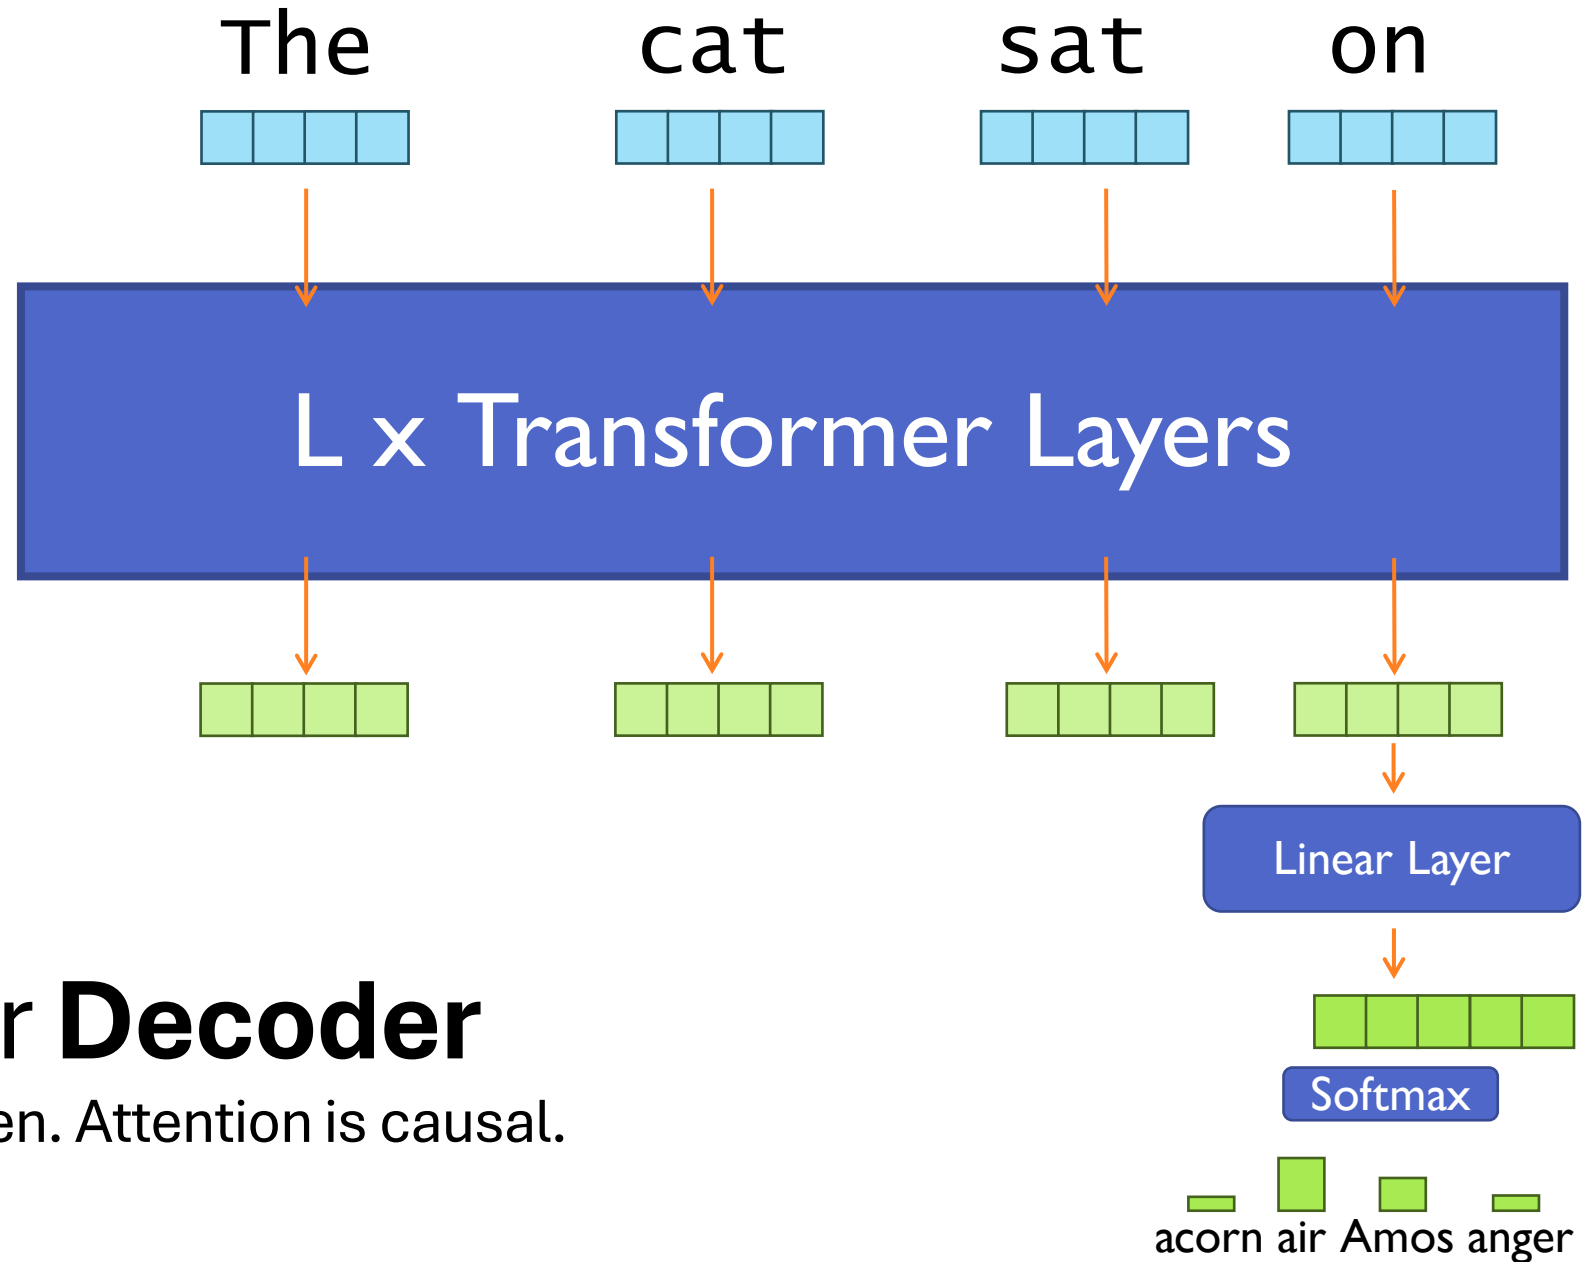 The cat sat on
L x Transformer Layers
Linear Layer
r Decoder
en. Attention is causal.
Softmax
acorn air Amos anger